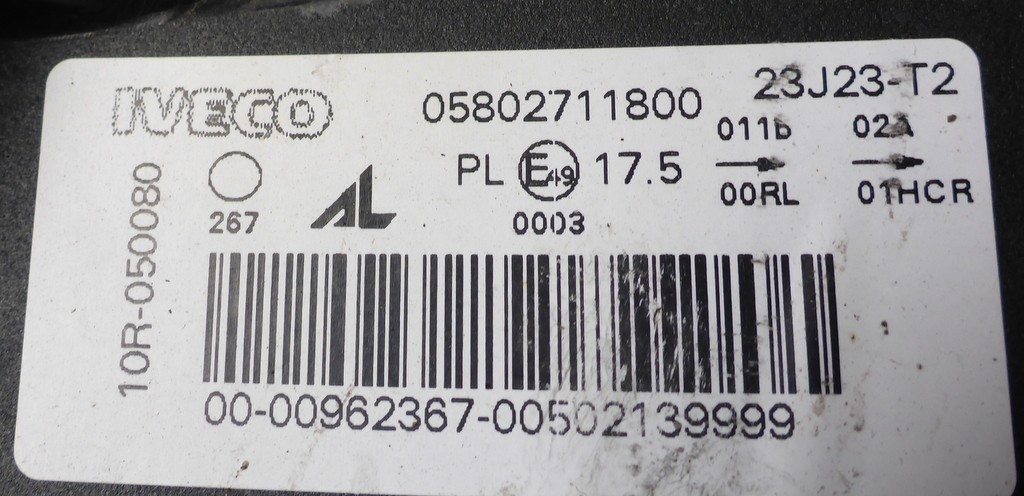 IVECO 05802711800 23J23-T2
011b 02A
PL E49 17.5
267 AL 0003 00RL 01HCR
10R-050080
00-00962367-00502139999